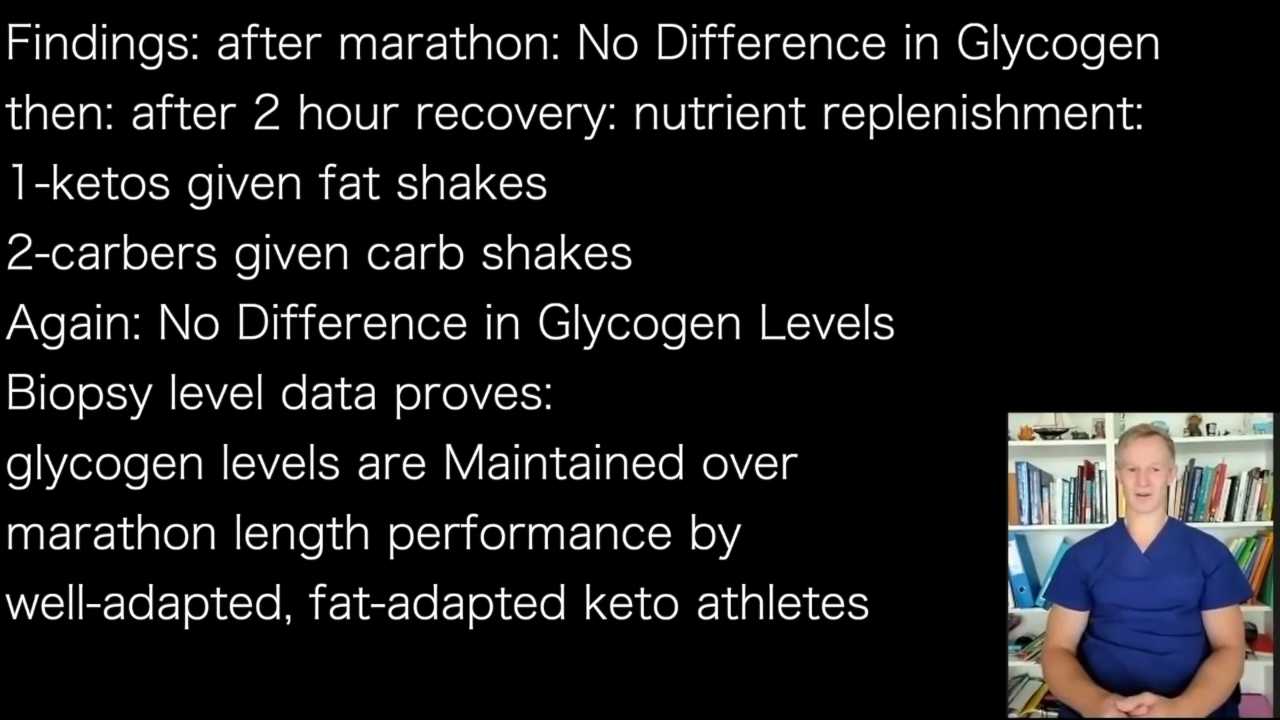 Findings: after marathon: No Difference in Glycogen
then: after 2 hour recovery: nutrient replenishment:
1-ketos given fat shakes
2-carbers given carb shakes
Again: No Difference in Glycogen Levels
Biopsy level data proves:
glycogen levels are Maintained over
marathon length performance by
well-adapted, fat-adapted keto athletes